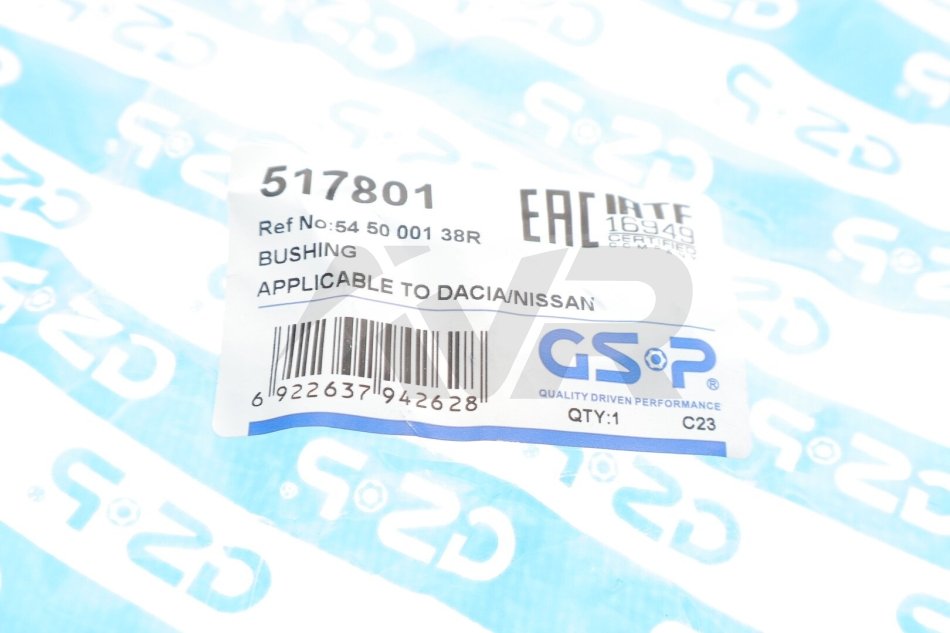 517801
Ref No:54 50 001 38R
BUSHING
APPLICABLE TO DACIA/NISSAN
EAC
IATF
16949
CERTIFIED
6 922637 942628
GSP®
QUALITY DRIVEN PERFORMANCE
QTY:1 C23
AVR